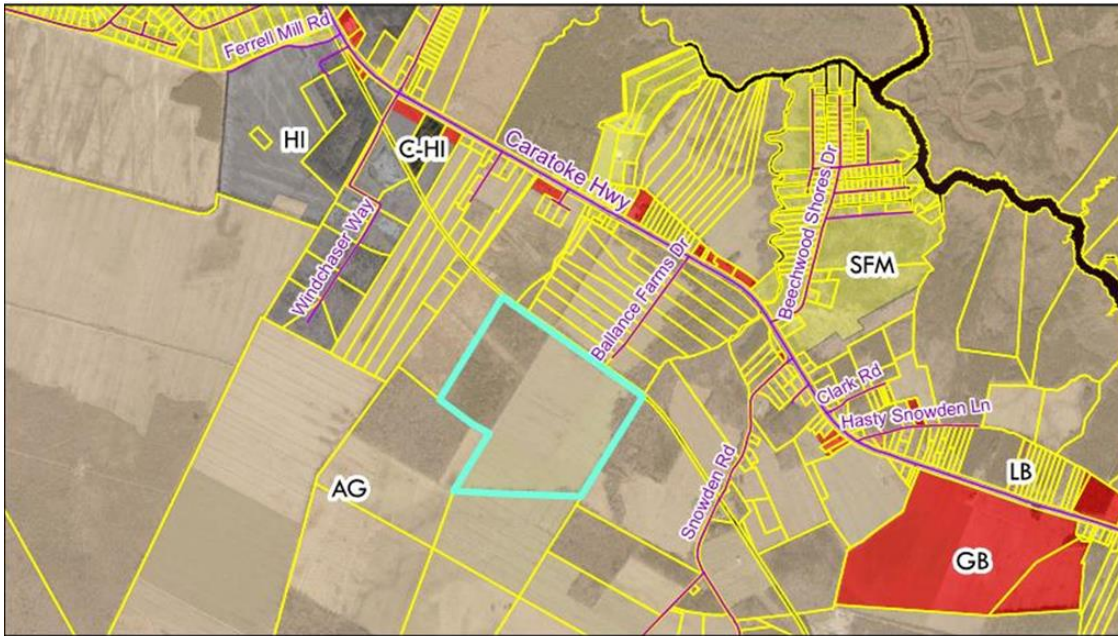 Ferrell Mill Rd
HI
C-HI
Caratoke Hwy
Windchaser Way
Ballance Farms Dr
Beechwood Shores Dr
SFM
Clark Rd
Hasty Snowden Ln
Snowden Rd
LB
AG
GB